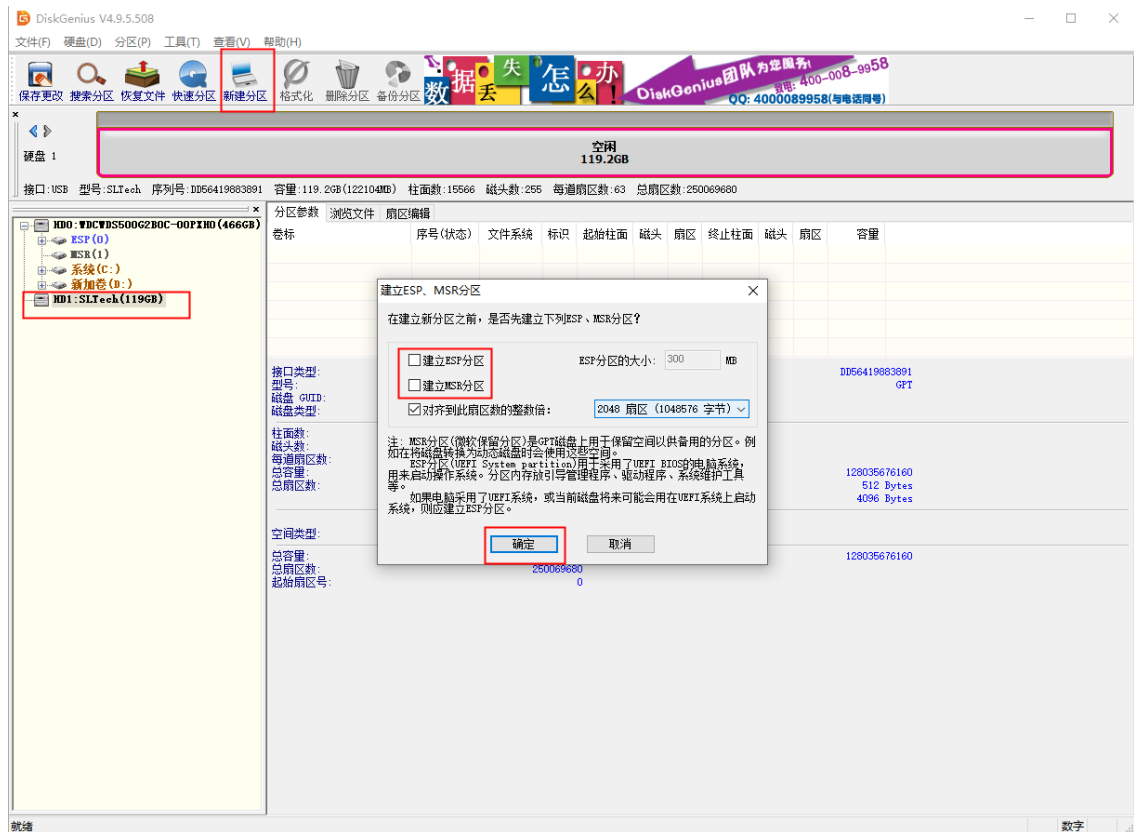 DiskGenius V4.9.5.508
文件(F) 硬盘(D) 分区(P) 工具(T) 查看(V) 帮助(H)
保存更改 搜索分区 恢复文件 快速分区 新建分区 格式化 删除分区 备份分区
数据丢失怎么办!
DiskGenius团队为您服务!
致电: 400-008-9958
QQ: 4000089958(与电话同号)
硬盘 1
空闲
119.2GB
接口:USB 型号:SLTech 序列号:DD56419883891 容量:119.2GB(122104MB) 柱面数:15566 磁头数:255 每道扇区数:63 总扇区数:250069680
HD0:WDCWDS500G2B0C-00PXH0(466GB)
ESP(0)
MSR(1)
系统(C:)
新加卷(D:)
HD1:SLTech(119GB)
分区参数 浏览文件 扇区编辑
卷标 序号(状态) 文件系统 标识 起始柱面 磁头 扇区 终止柱面 磁头 扇区 容量
建立ESP、MSR分区
在建立新分区之前,是否先建立下列ESP、MSR分区?
建立ESP分区 ESP分区的大小: 300 MB
建立MSR分区
对齐到此扇区数的整数倍: 2048 扇区 (1048576 字节)
注: MSR分区(微软保留分区)是GPT磁盘上用于保留空间以供备用的分区。例
如在将磁盘转换为动态磁盘时会使用这些空间。
ESP分区(UEFI System partition)用于采用了UEFI BIOS的电脑系统,
用来启动操作系统。分区内存放引导管理程序、驱动程序、系统维护工具
等。
如果电脑采用了UEFI系统,或当前磁盘将来可能会用在UEFI系统上启动
系统,则应建立ESP分区。
确定 取消
接口类型:
型号: DD56419883891
磁盘 GUID: GPT
磁盘类型:
柱面数:
磁头数:
每道扇区数:
总容量: 128035676160
总扇区数: 512 Bytes
4096 Bytes
空间类型:
总容量: 128035676160
总扇区数: 250069680
起始扇区号: 0
就绪 数字